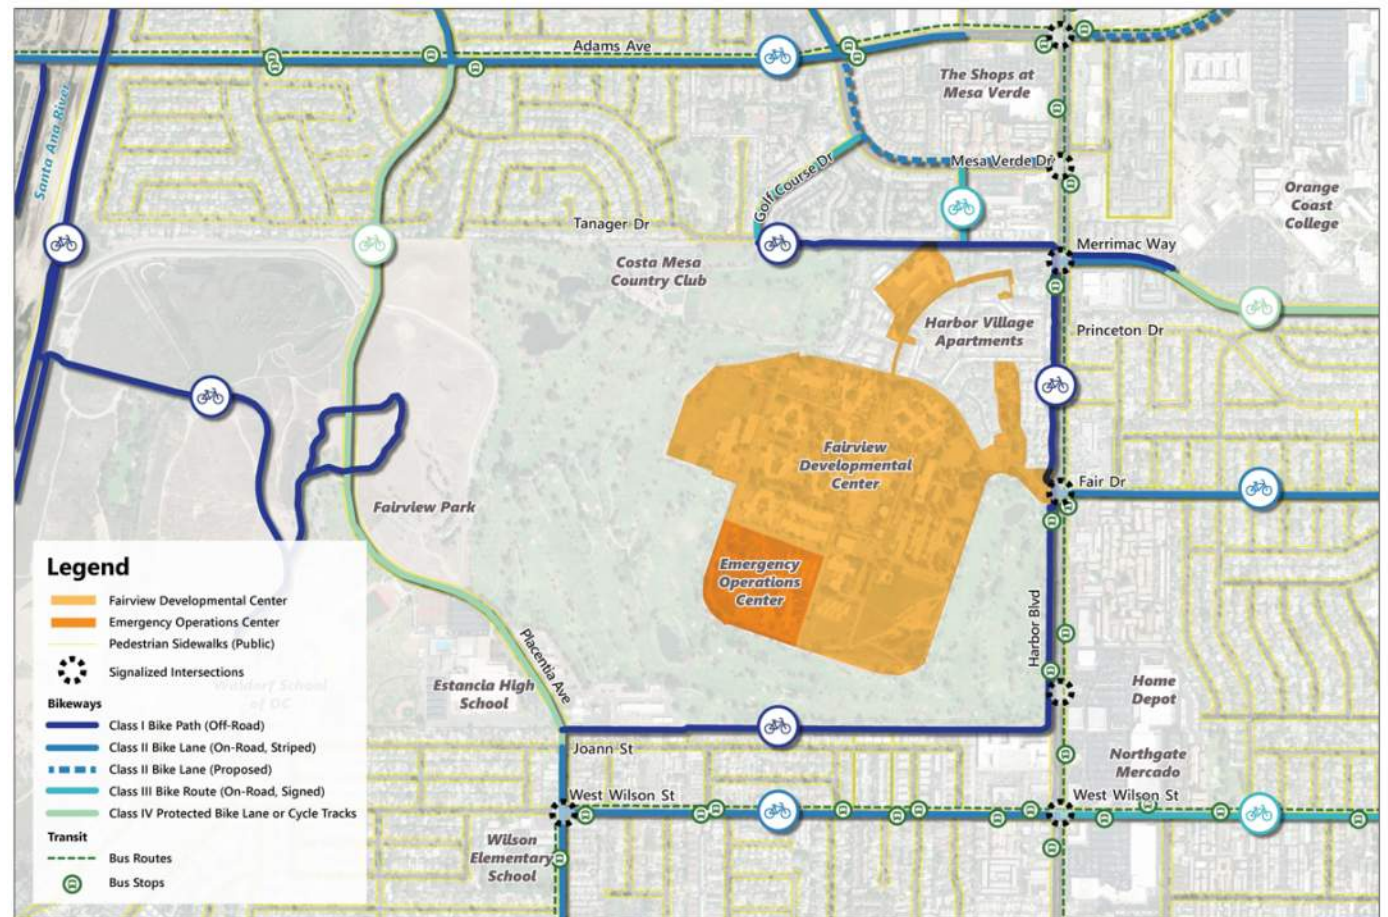 Adams Ave
The Shops at
Mesa Verde
Santa Ana River
Golf Course Dr
Mesa Verde Dr
Orange
Coast
College
Tanager Dr
Merrimac Way
Costa Mesa
Country Club
Harbor Village
Apartments
Princeton Dr
Fairview
Developmental
Center
Fair Dr
Fairview Park
Emergency
Operations
Center
Harbor Blvd
Placentia Ave
Estancia High
School
Home
Depot
Joann St
Northgate
Mercado
West Wilson St
West Wilson St
Wilson
Elementary
School
Legend
Fairview Developmental Center
Emergency Operations Center
Pedestrian Sidewalks (Public)
Signalized Intersections
Waldorf School
of OC
Bikeways
Class I Bike Path (Off-Road)
Class II Bike Lane (On-Road, Striped)
Class II Bike Lane (Proposed)
Class III Bike Route (On-Road, Signed)
Class IV Protected Bike Lane or Cycle Tracks
Transit
Bus Routes
Bus Stops